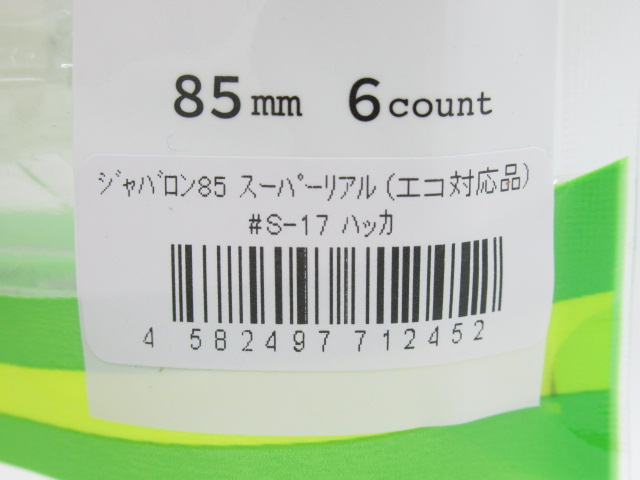 85mm 6count
ｼﾞｬﾊﾞﾛﾝ85 ｽｰﾊﾟｰﾘｱﾙ (エコ対応品)
#S-17 ﾊｯｶ
4 582497 712452